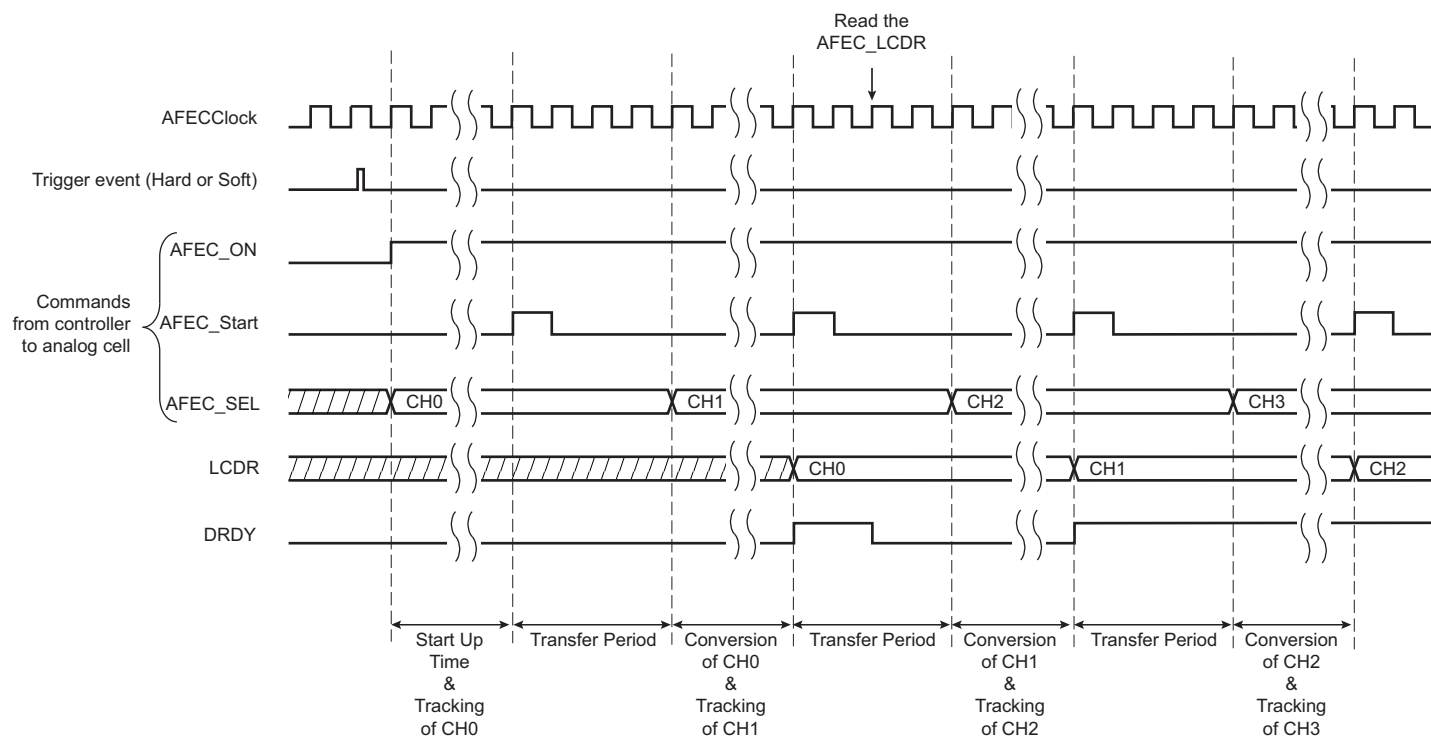 Read the
AFEC_LCDR
AFECClock
Trigger event (Hard or Soft)
AFEC_ON
Commands
from controller
to analog cell
AFEC_Start
AFEC_SEL
CH0
CH1
CH2
CH3
LCDR
CH0
CH1
CH2
DRDY
Start Up
Time
&
Tracking
of CH0
Transfer Period
Conversion
of CH0
&
Tracking
of CH1
Transfer Period
Conversion
of CH1
&
Tracking
of CH2
Transfer Period
Conversion
of CH2
&
Tracking
of CH3